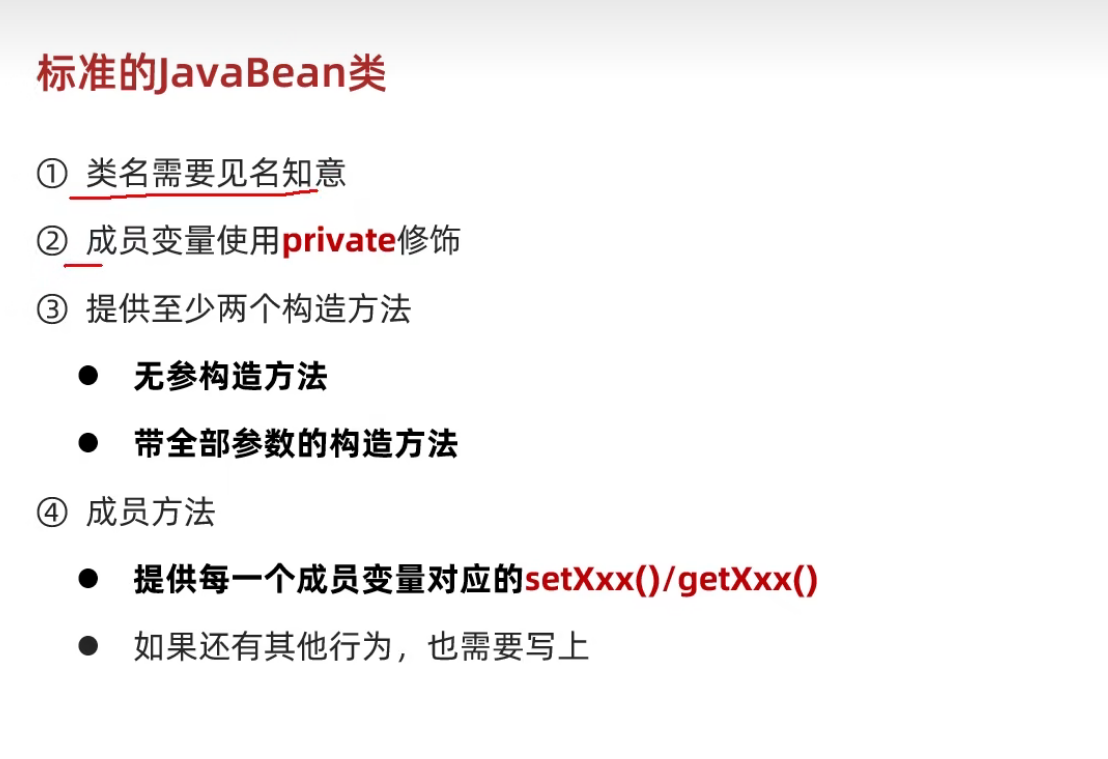 标准的JavaBean类
① 类名需要见名知意
② 成员变量使用private修饰
③ 提供至少两个构造方法
● 无参构造方法
● 带全部参数的构造方法
④ 成员方法
● 提供每一个成员变量对应的setXxx()/getXxx()
● 如果还有其他行为，也需要写上